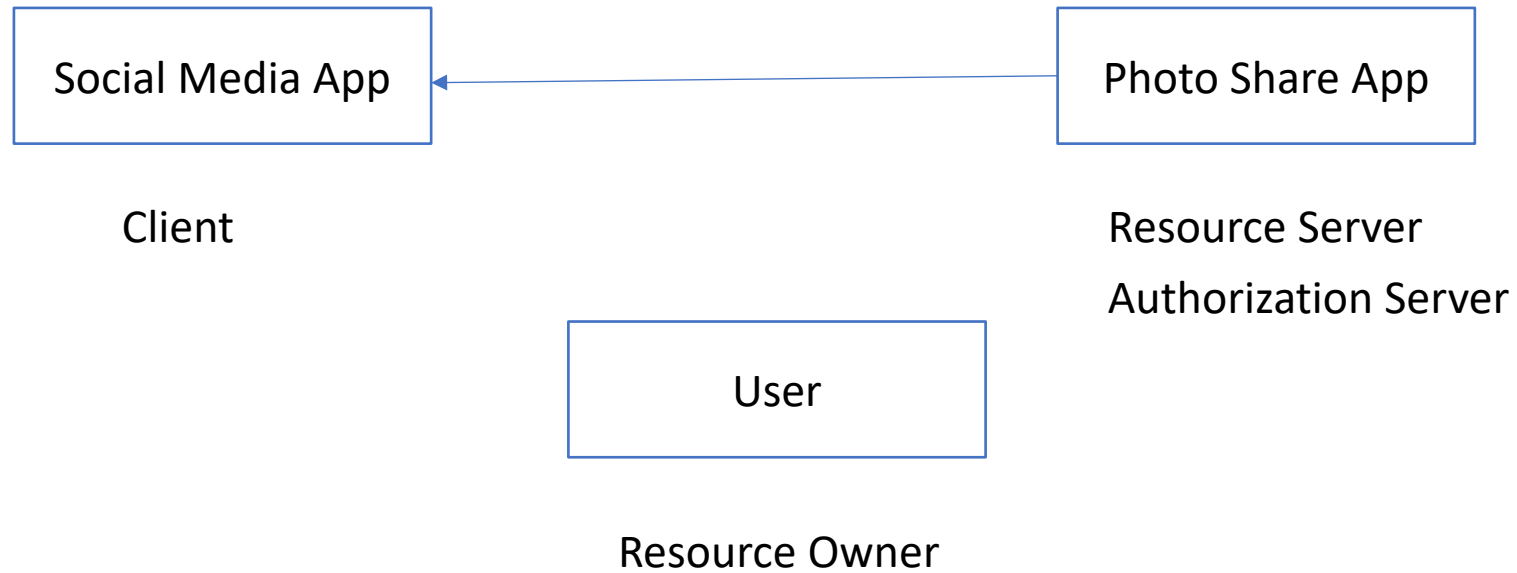 Social Media App
Photo Share App
Client
Resource Server
Authorization Server
User
Resource Owner